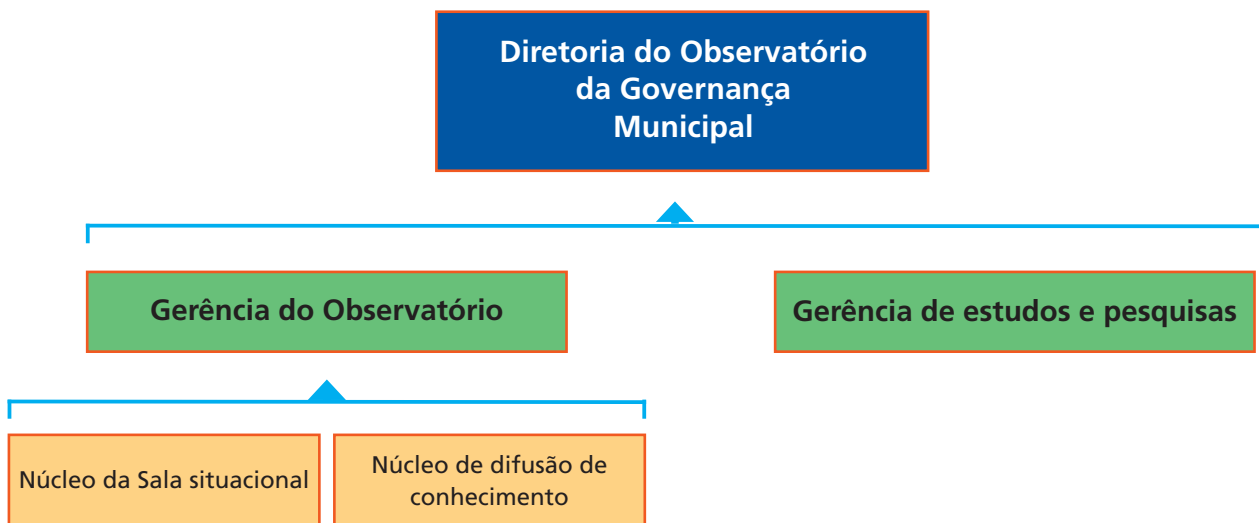 Diretoria do Observatório
da Governança
Municipal
Gerência do Observatório
Gerência de estudos e pesquisas
Núcleo da Sala situacional
Núcleo de difusão de
conhecimento